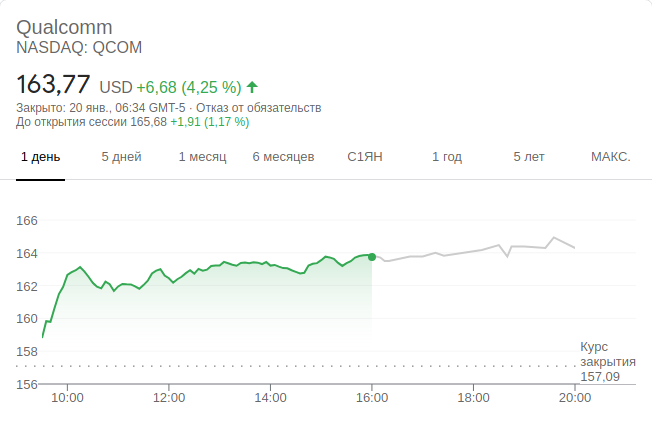 Qualcomm
NASDAQ: QCOM
163,77 USD +6,68 (4,25 %)
Закрыто: 20 янв., 06:34 GMT-5 · Отказ от обязательств
До открытия сессии 165,68 +1,91 (1,17 %)
1 день 5 дней 1 месяц 6 месяцев С1ЯН 1 год 5 лет МАКС.
166
164
162
160
158
Курс
закрытия
157,09
156
10:00 12:00 14:00 16:00 18:00 20:00